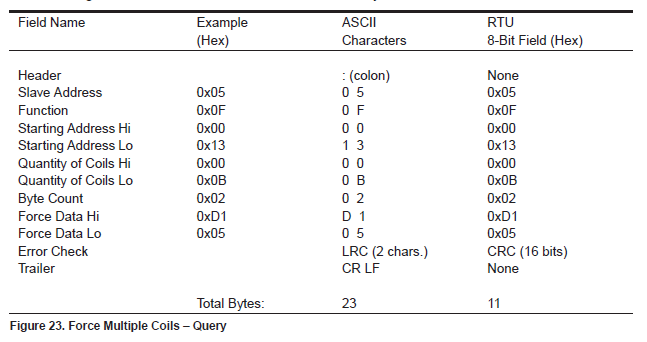 Field Name Example ASCII RTU
(Hex) Characters 8-Bit Field (Hex)
Header : (colon) None
Slave Address 0x05 0 5 0x05
Function 0x0F 0 F 0x0F
Starting Address Hi 0x00 0 0 0x00
Starting Address Lo 0x13 1 3 0x13
Quantity of Coils Hi 0x00 0 0 0x00
Quantity of Coils Lo 0x0B 0 B 0x0B
Byte Count 0x02 0 2 0x02
Force Data Hi 0xD1 D 1 0xD1
Force Data Lo 0x05 0 5 0x05
Error Check LRC (2 chars.) CRC (16 bits)
Trailer CR LF None
Total Bytes: 23 11
Figure 23. Force Multiple Coils – Query